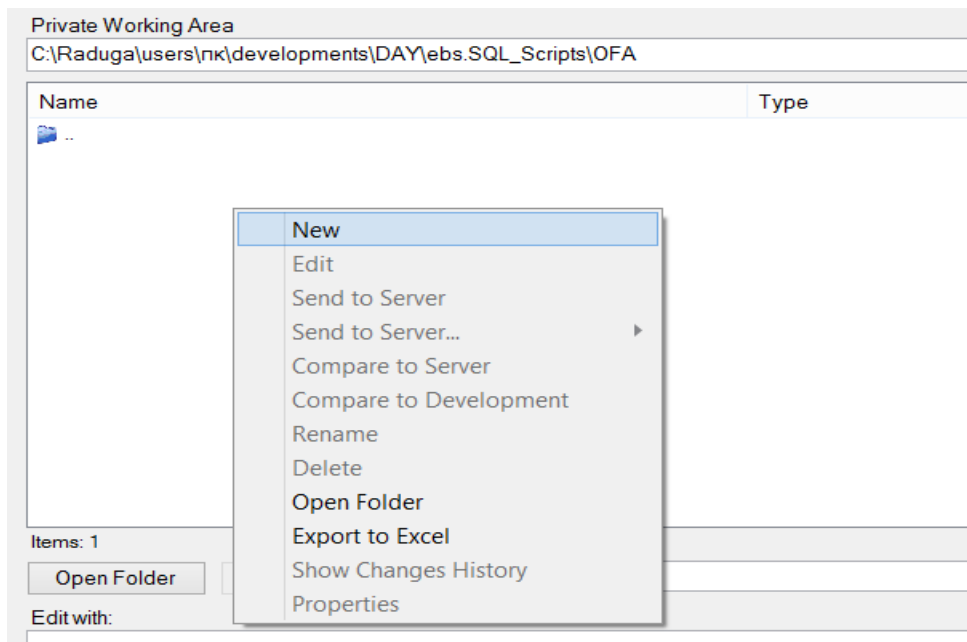 Private Working Area
C:\Raduga\users\пк\developments\DAY\ebs.SQL_Scripts\OFA
Name Type
..
New
Edit
Send to Server
Send to Server...
Compare to Server
Compare to Development
Rename
Delete
Open Folder
Export to Excel
Show Changes History
Properties
Items: 1
Open Folder
Edit with: